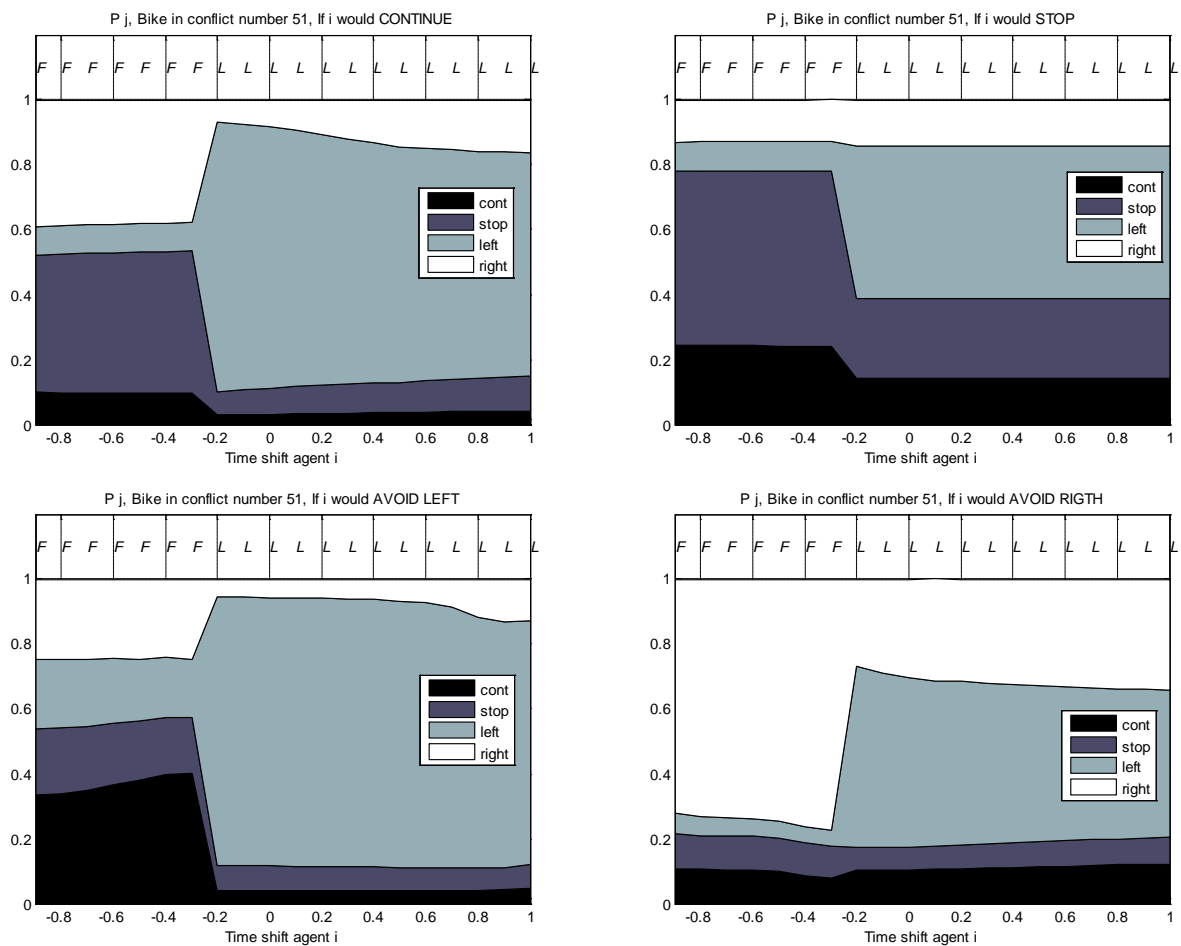 P j, Bike in conflict number 51, If i would CONTINUE
F F F F F F F L L L L L L L L L L L L L
1
0.8
0.6
0.4
0.2
0
cont
stop
left
right
-0.8 -0.6 -0.4 -0.2 0 0.2 0.4 0.6 0.8 1
Time shift agent i
P j, Bike in conflict number 51, If i would STOP
F F F F F F F L L L L L L L L L L L L L
1
0.8
0.6
0.4
0.2
0
cont
stop
left
right
-0.8 -0.6 -0.4 -0.2 0 0.2 0.4 0.6 0.8 1
Time shift agent i
P j, Bike in conflict number 51, If i would AVOID LEFT
F F F F F F F L L L L L L L L L L L L L
1
0.8
0.6
0.4
0.2
0
cont
stop
left
right
-0.8 -0.6 -0.4 -0.2 0 0.2 0.4 0.6 0.8 1
Time shift agent i
P j, Bike in conflict number 51, If i would AVOID RIGTH
F F F F F F F L L L L L L L L L L L L L
1
0.8
0.6
0.4
0.2
0
cont
stop
left
right
-0.8 -0.6 -0.4 -0.2 0 0.2 0.4 0.6 0.8 1
Time shift agent i